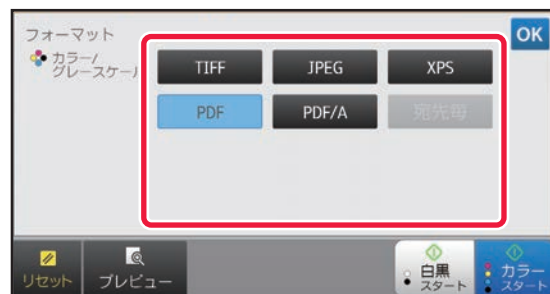 フォーマット
OK
カラー/
グレースケール
TIFF
JPEG
XPS
PDF
PDF/A
宛先毎
リセット
プレビュー
白黒
スタート
カラー
スタート